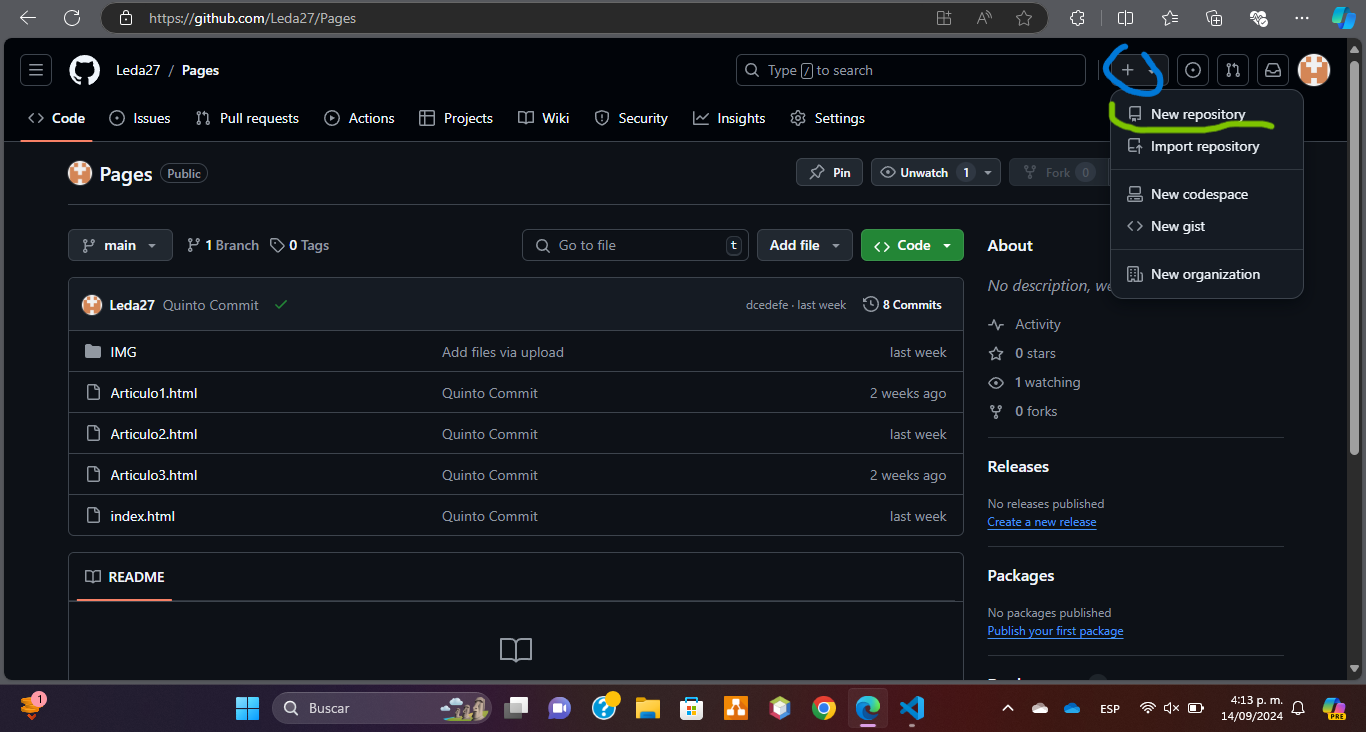 https://github.com/Leda27/Pages
Leda27 / Pages
Type / to search
Code Issues Pull requests Actions Projects Wiki Security Insights Settings
New repository
Import repository
New codespace
New gist
New organization
Pages Public
Pin Unwatch 1 Fork 0
main 1 Branch 0 Tags
Go to file t
Add file Code
About
No description, we
Leda27 Quinto Commit dcedefe · last week 8 Commits
IMG Add files via upload last week
Articulo1.html Quinto Commit 2 weeks ago
Articulo2.html Quinto Commit last week
Articulo3.html Quinto Commit 2 weeks ago
index.html Quinto Commit last week
README
Activity
0 stars
1 watching
0 forks
Releases
No releases published
Create a new release
Packages
No packages published
Publish your first package
1
Buscar
ESP
4:13 p. m.
14/09/2024
PRE